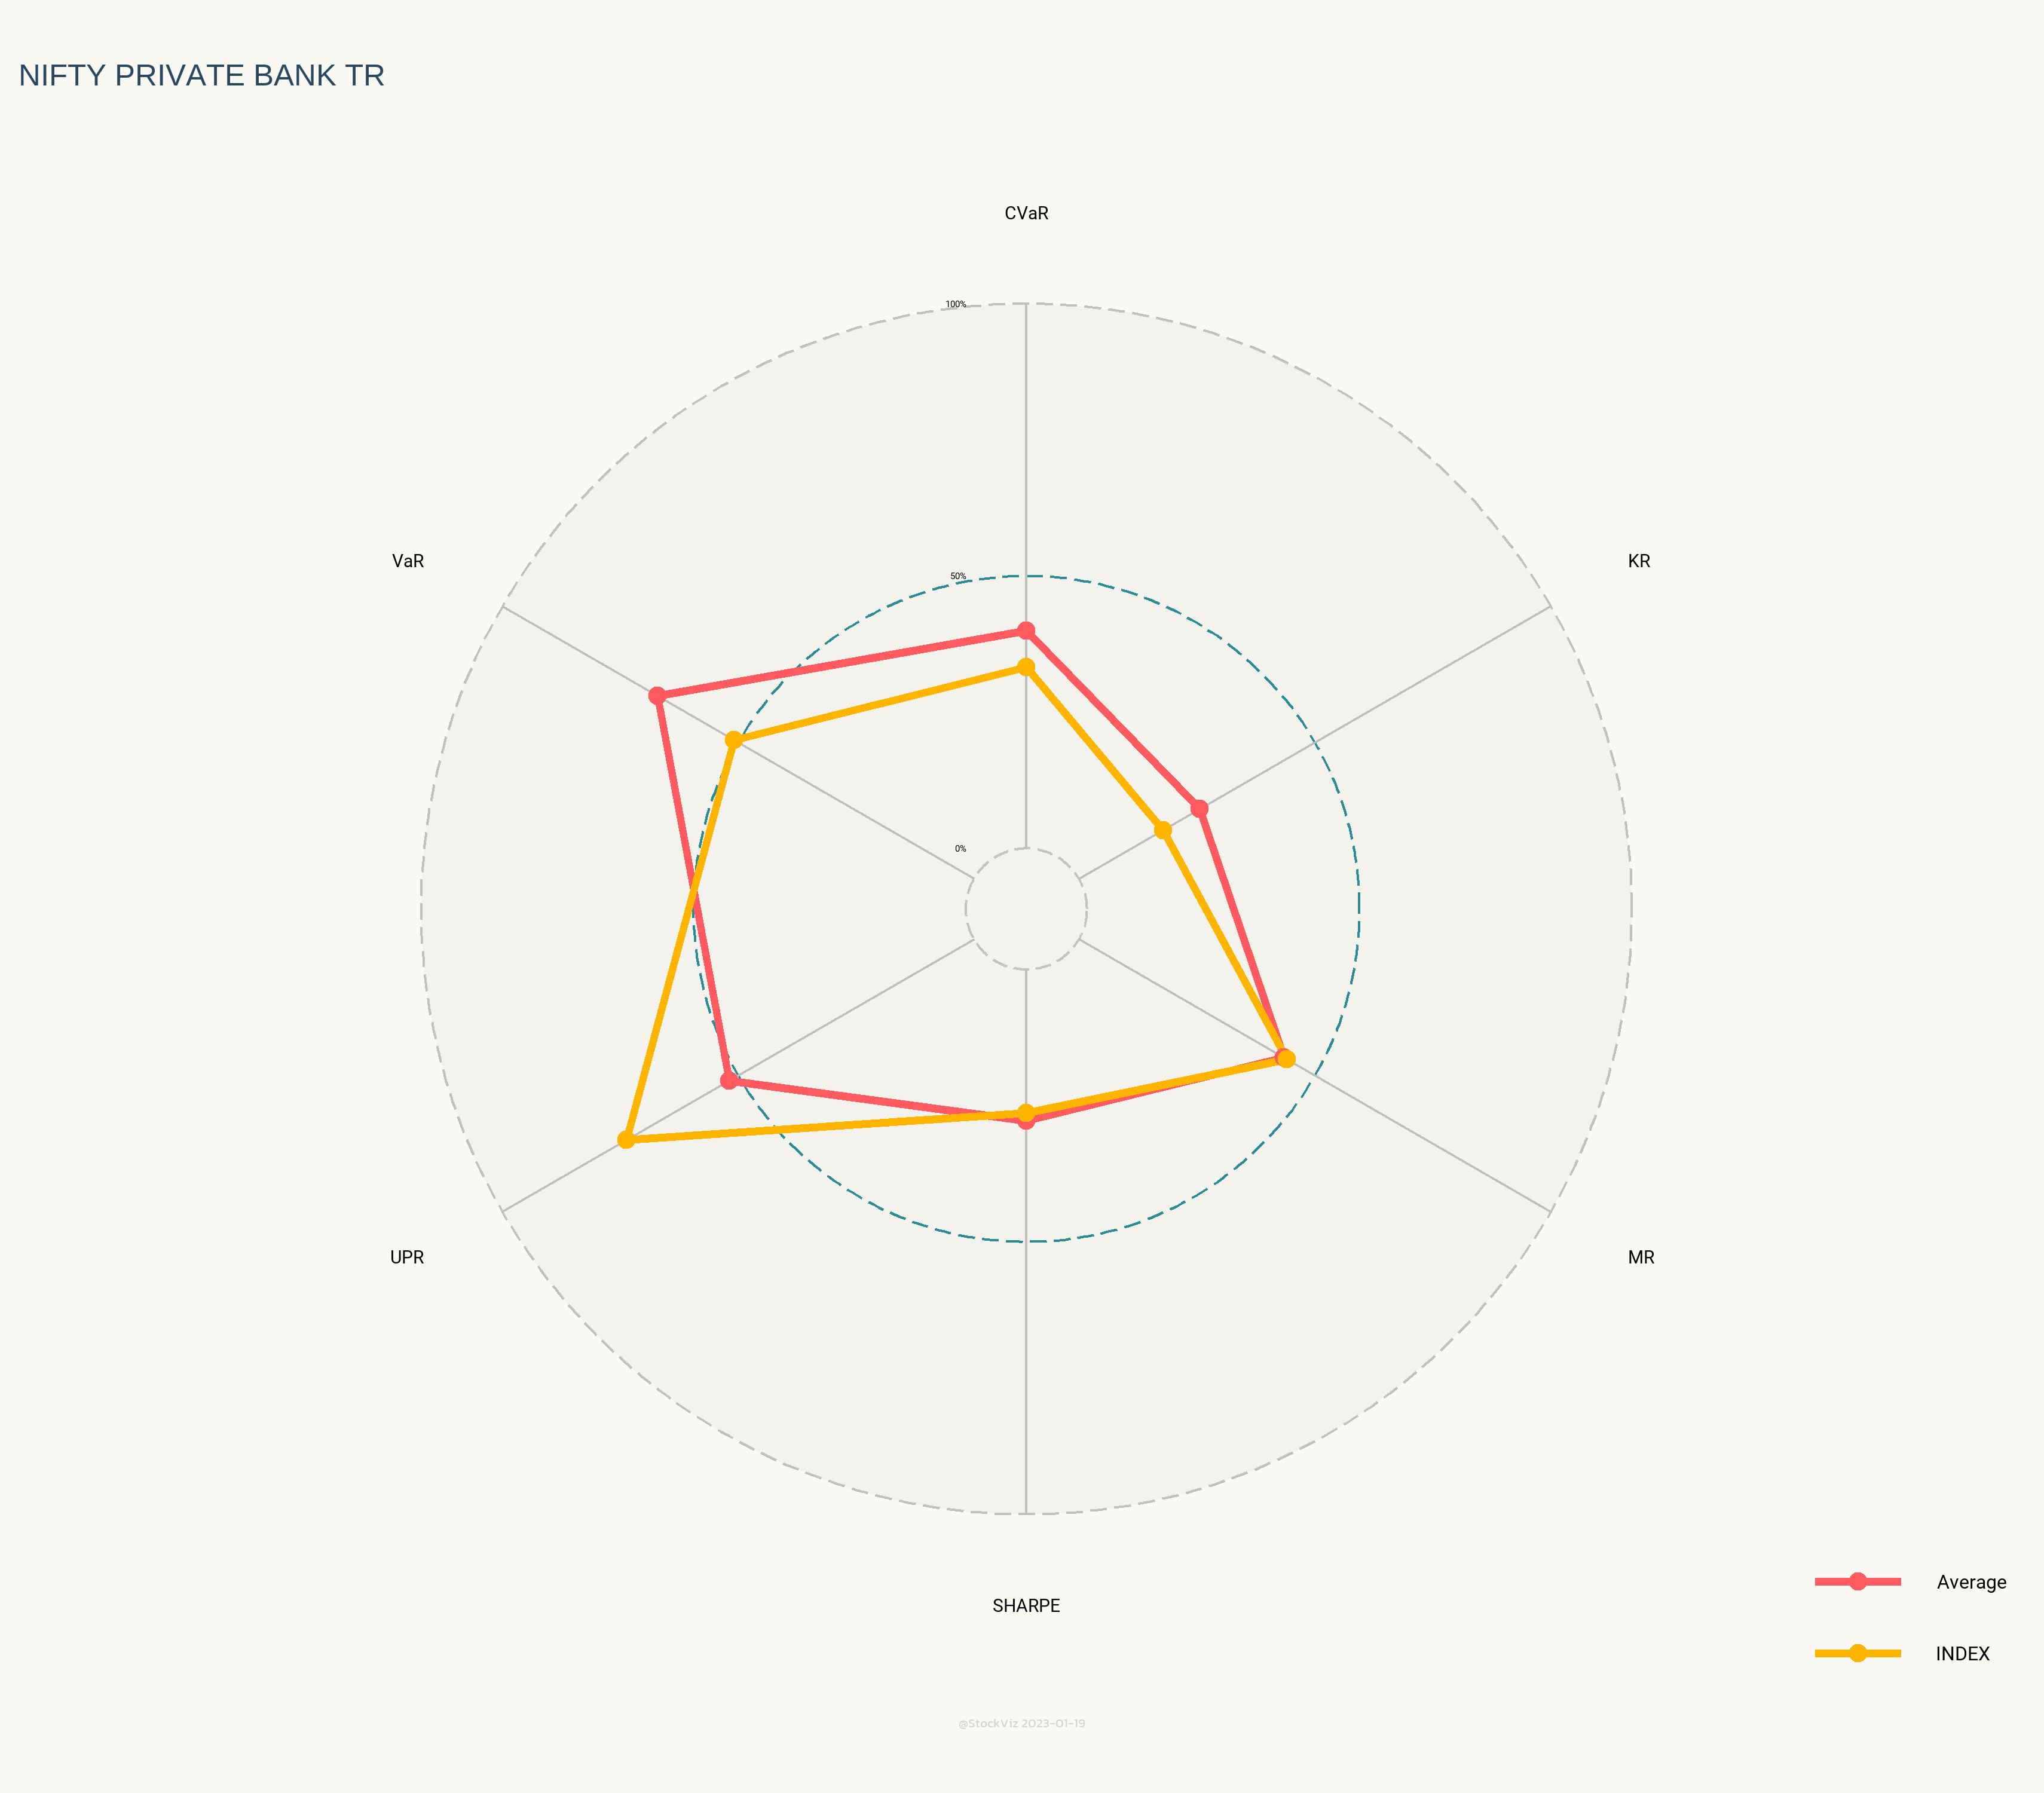 NIFTY PRIVATE BANK TR
CVaR
100%
VaR
KR
50%
0%
UPR
MR
SHARPE
Average
INDEX
@StockViz 2023-01-19